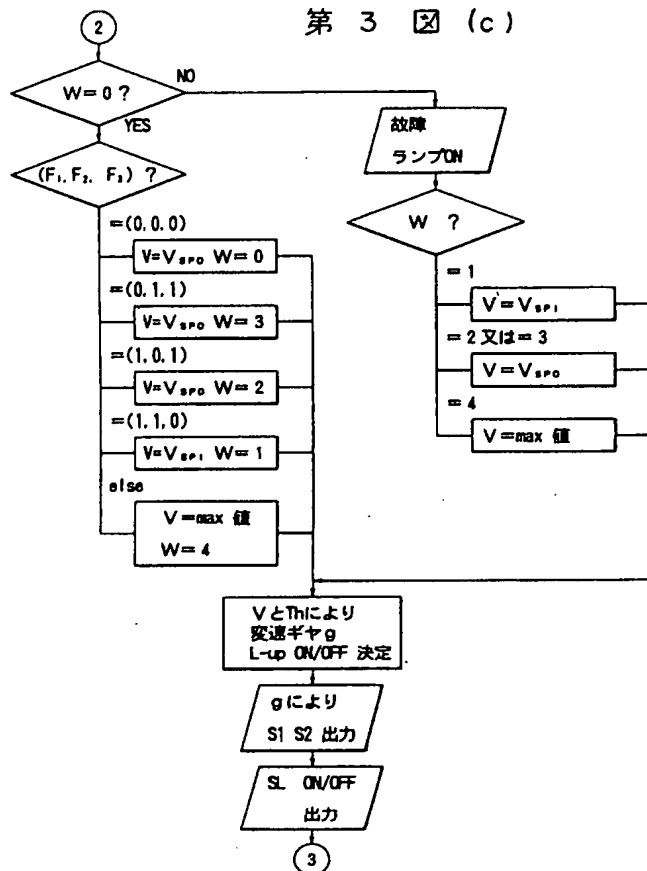 第 3 図 (c)
2
W=0 ?
NO
YES
(F₁, F₂, F₃) ?
=(0,0,0)
V=V_SP0 W=0
=(0,1,1)
V=V_SP0 W=3
=(1,0,1)
V=V_SP0 W=2
=(1,1,0)
V=V_SP1 W=1
else
V=max 値
W=4
故障
ランプON
W ?
=1
V=V_SP1
=2 又は=3
V=V_SP0
=4
V=max 値
VとThにより
変速ギヤg
L-up ON/OFF 決定
gにより
S1 S2 出力
SL ON/OFF
出力
3